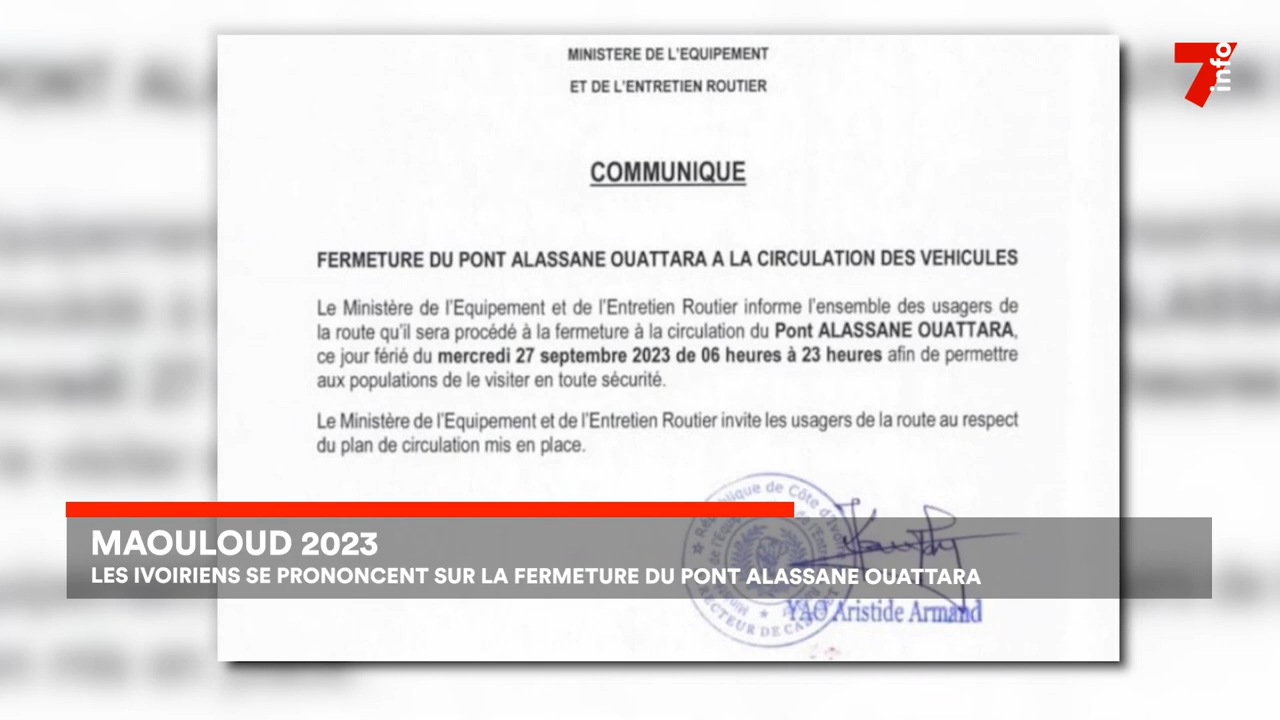 7info
MINISTERE DE L'EQUIPEMENT
ET DE L'ENTRETIEN ROUTIER
COMMUNIQUE
FERMETURE DU PONT ALASSANE OUATTARA A LA CIRCULATION DES VEHICULES
Le Ministère de l'Equipement et de l'Entretien Routier informe l'ensemble des usagers de
la route qu'il sera procédé à la fermeture à la circulation du Pont ALASSANE OUATTARA,
ce jour férié du mercredi 27 septembre 2023 de 06 heures à 23 heures afin de permettre
aux populations de le visiter en toute sécurité.
Le Ministère de l'Equipement et de l'Entretien Routier invite les usagers de la route au respect
du plan de circulation mis en place.
MAOULOUD 2023
LES IVOIRIENS SE PRONONCENT SUR LA FERMETURE DU PONT ALASSANE OUATTARA
YAO Aristide Armand